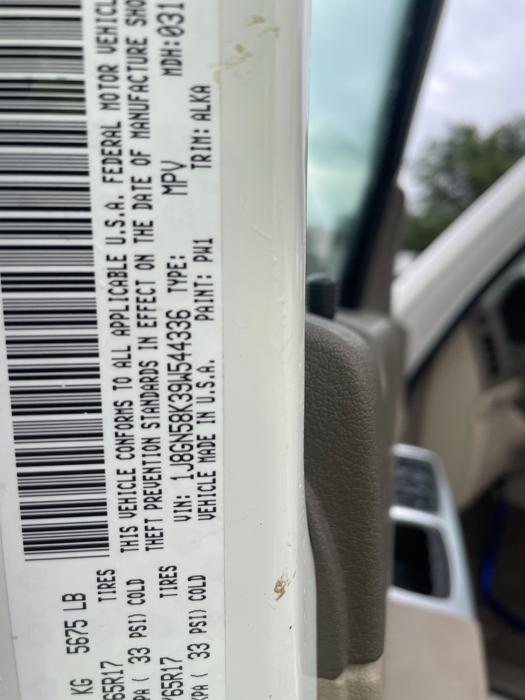 KG 5675 LB
TIRES
65R17
PA ( 33 PSI) COLD
TIRES
65R17
PA ( 33 PSI) COLD
THIS VEHICLE CONFORMS TO ALL APPLICABLE U.S.A. FEDERAL MOTOR VEHICL
THEFT PREVENTION STANDARDS IN EFFECT ON THE DATE OF MANUFACTURE SHO
VIN: 1J8GN58K39W544336 TYPE: MPV MDH:031
VEHICLE MADE IN U.S.A. PAINT: PW1 TRIM: ALKA